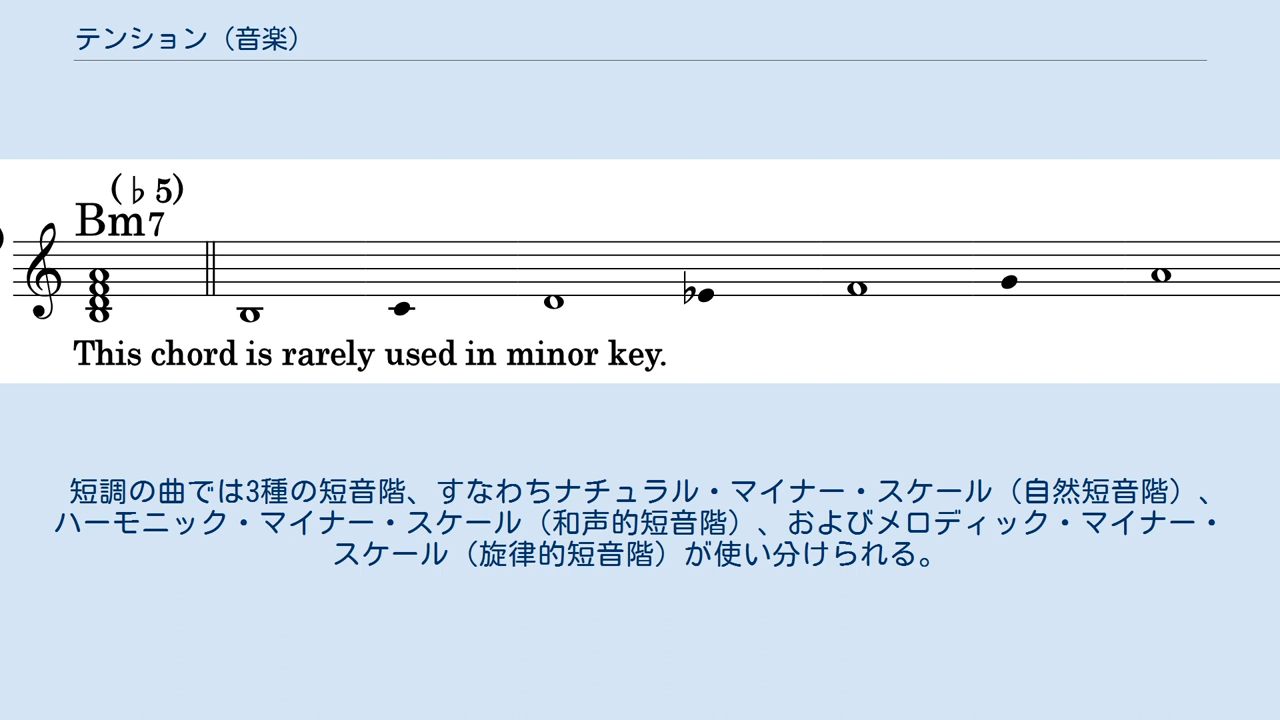 テンション（音楽）
(♭5)
Bm7
This chord is rarely used in minor key.
短調の曲では3種の短音階、すなわちナチュラル・マイナー・スケール（自然短音階）、
ハーモニック・マイナー・スケール（和声的短音階）、およびメロディック・マイナー・
スケール（旋律的短音階）が使い分けられる。